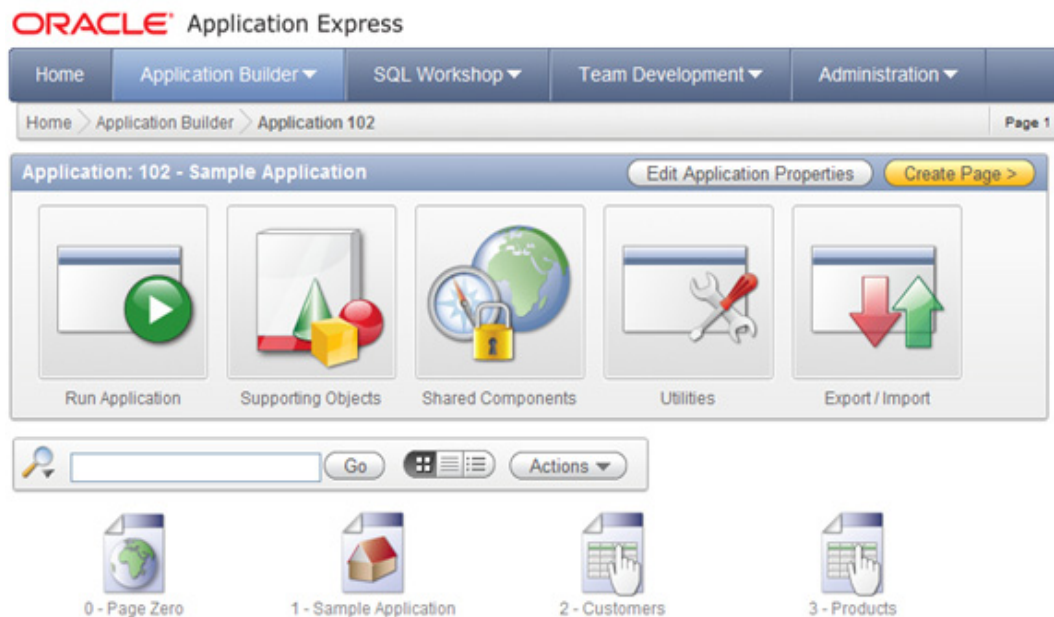 ORACLE Application Express
Home Application Builder SQL Workshop Team Development Administration
Home Application Builder Application 102 Page 1
Application: 102 - Sample Application Edit Application Properties Create Page >
Run Application Supporting Objects Shared Components Utilities Export / Import
Go Actions
0 - Page Zero 1 - Sample Application 2 - Customers 3 - Products